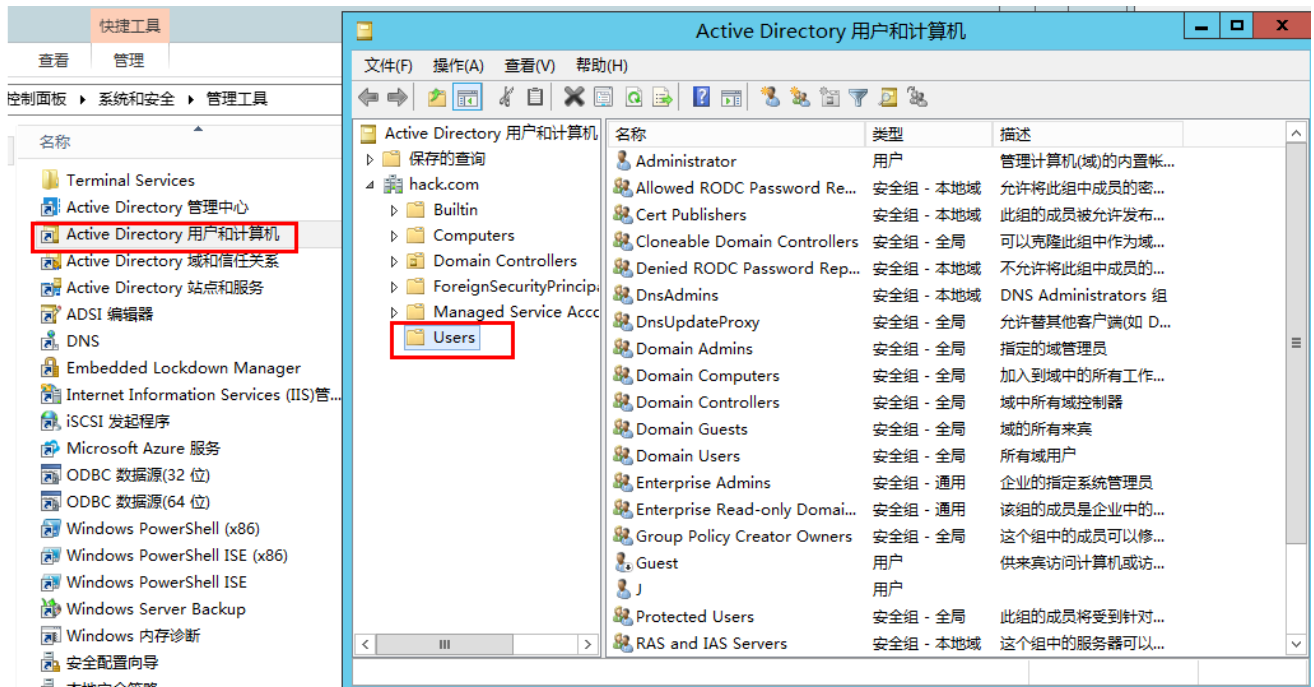 快捷工具
查看 管理
控制面板 ▸ 系统和安全 ▸ 管理工具
名称
Terminal Services
Active Directory 管理中心
Active Directory 用户和计算机
Active Directory 域和信任关系
Active Directory 站点和服务
ADSI 编辑器
DNS
Embedded Lockdown Manager
Internet Information Services (IIS)管...
iSCSI 发起程序
Microsoft Azure 服务
ODBC 数据源(32 位)
ODBC 数据源(64 位)
Windows PowerShell (x86)
Windows PowerShell ISE (x86)
Windows PowerShell ISE
Windows Server Backup
Windows 内存诊断
安全配置向导
Active Directory 用户和计算机
文件(F) 操作(A) 查看(V) 帮助(H)
Active Directory 用户和计算机
保存的查询
hack.com
Builtin
Computers
Domain Controllers
ForeignSecurityPrincip
Managed Service Acc
Users
名称 类型 描述
Administrator 用户 管理计算机(域)的内置帐...
Allowed RODC Password Re... 安全组 - 本地域 允许将此组中成员的密...
Cert Publishers 安全组 - 本地域 此组的成员被允许发布...
Cloneable Domain Controllers 安全组 - 全局 可以克隆此组中作为域...
Denied RODC Password Rep... 安全组 - 本地域 不允许将此组中成员的...
DnsAdmins 安全组 - 本地域 DNS Administrators 组
DnsUpdateProxy 安全组 - 全局 允许替其他客户端(如 D...
Domain Admins 安全组 - 全局 指定的域管理员
Domain Computers 安全组 - 全局 加入到域中的所有工作...
Domain Controllers 安全组 - 全局 域中所有域控制器
Domain Guests 安全组 - 全局 域的所有来宾
Domain Users 安全组 - 全局 所有域用户
Enterprise Admins 安全组 - 通用 企业的指定系统管理员
Enterprise Read-only Domai... 安全组 - 通用 该组的成员是企业中的...
Group Policy Creator Owners 安全组 - 全局 这个组中的成员可以修...
Guest 用户 供来宾访问计算机或访...
J 用户
Protected Users 安全组 - 全局 此组的成员将受到针对...
RAS and IAS Servers 安全组 - 本地域 这个组中的服务器可以...